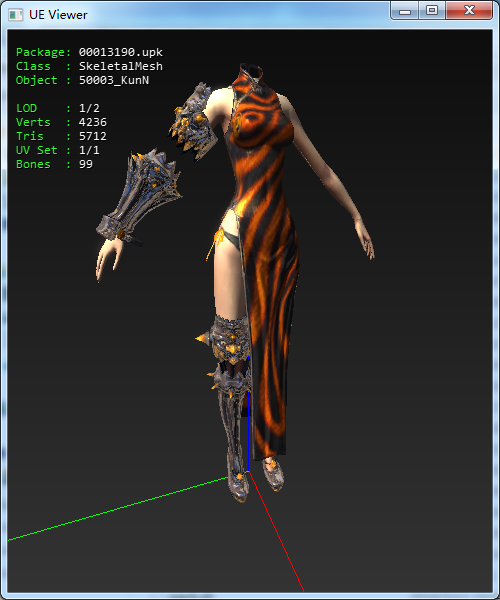 UE Viewer
Package: 00013190.upk
Class : SkeletalMesh
Object : 50003_KunN
LOD : 1/2
Verts : 4236
Tris : 5712
UV Set : 1/1
Bones : 99